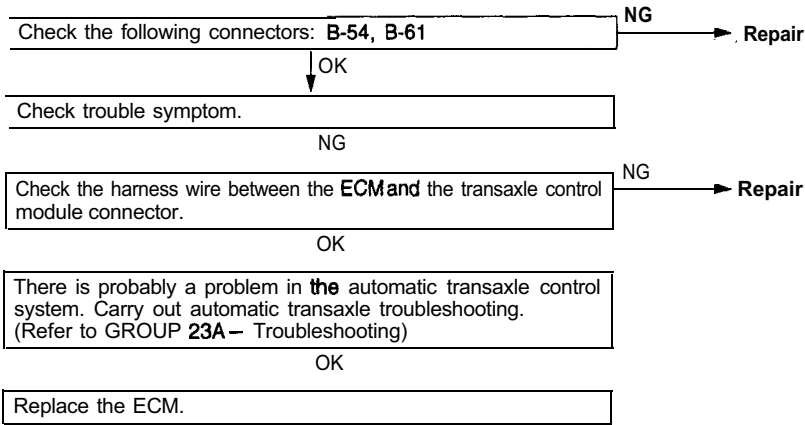 Check the following connectors: B-54, B-61
NG
Repair
OK
Check trouble symptom.
NG
Check the harness wire between the ECM and the transaxle control
module connector.
NG
Repair
OK
There is probably a problem in the automatic transaxle control
system. Carry out automatic transaxle troubleshooting.
(Refer to GROUP 23A – Troubleshooting)
OK
Replace the ECM.